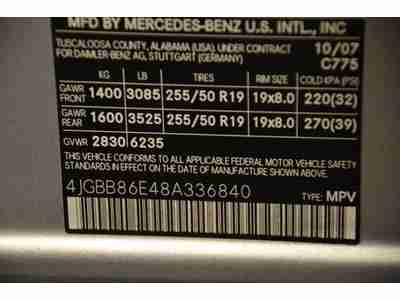 MFD BY MERCEDES-BENZ U.S. INTL., INC
TUSCALOOSA COUNTY, ALABAMA (USA). UNDER CONTRACT 10/07
FOR DAIMLER-BENZ AG, STUTTGART (GERMANY) C775
KG LB TIRES RIM SIZE COLD KPA (PSI)
GAWR FRONT 1400 3085 255/50 R19 19x8.0 220(32)
GAWR REAR 1600 3525 255/50 R19 19x8.0 270(39)
GVWR 2830 6235
THIS VEHICLE CONFORMS TO ALL APPLICABLE FEDERAL MOTOR VEHICLE SAFETY AND
THEFT PREVENTION STANDARDS IN EFFECT ON THE DATE OF MANUFACTURE SHOWN ABOVE.
4JGBB86E48A336840 TYPE: MPV